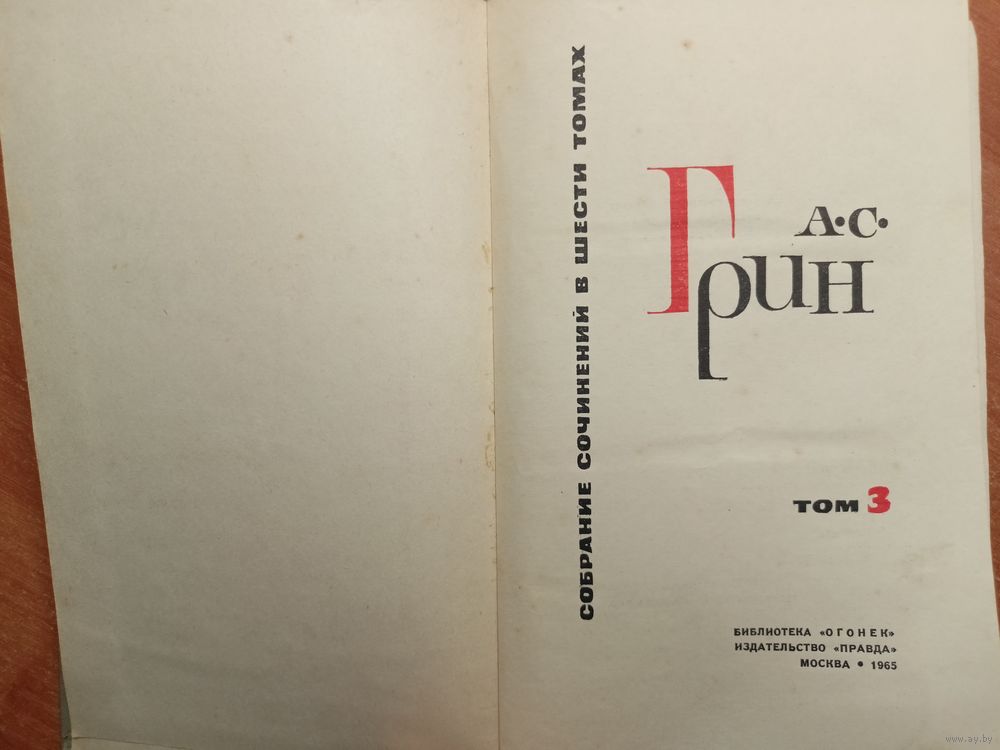 СОБРАНИЕ СОЧИНЕНИЙ В ШЕСТИ ТОМАХ
А·С·
Грин
ТОМ 3
БИБЛИОТЕКА «ОГОНЕК»
ИЗДАТЕЛЬСТВО «ПРАВДА»
МОСКВА • 1965
www.ay.by